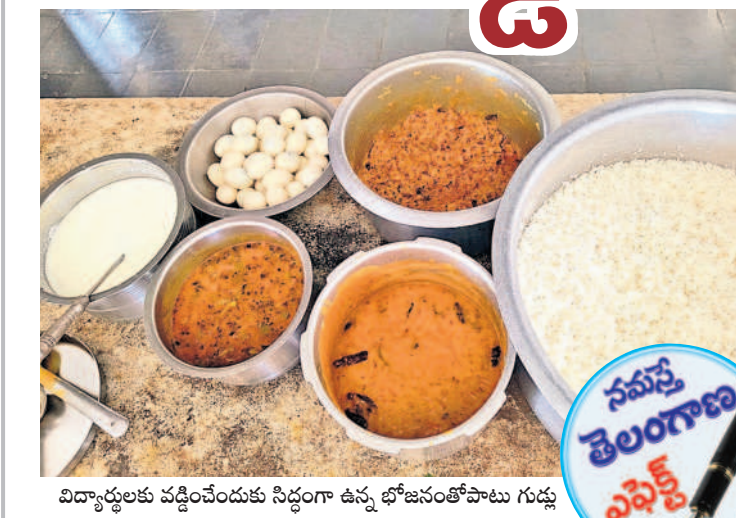 డ
నమస్తే
తెలంగాణ
ఎఫెక్ట్
విద్యార్థులకు వడ్డించేందుకు సిద్ధంగా ఉన్న భోజనంతోపాటు గుడ్లు